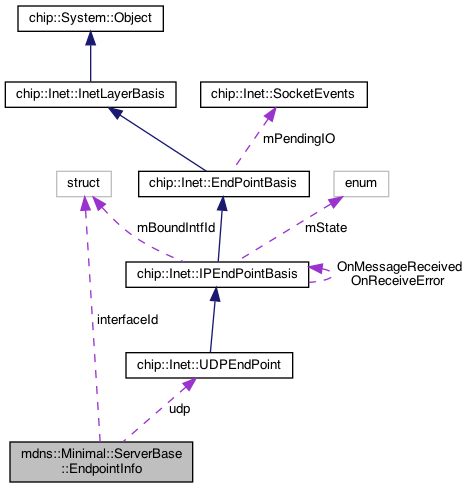 chip::System::Object
chip::Inet::InetLayerBasis
chip::Inet::SocketEvents
mPendingIO
struct
chip::Inet::EndPointBasis
enum
mBoundIntfId
mState
chip::Inet::IPEndPointBasis
OnMessageReceived
OnReceiveError
interfaceId
chip::Inet::UDPEndPoint
udp
mdns::Minimal::ServerBase
::EndpointInfo